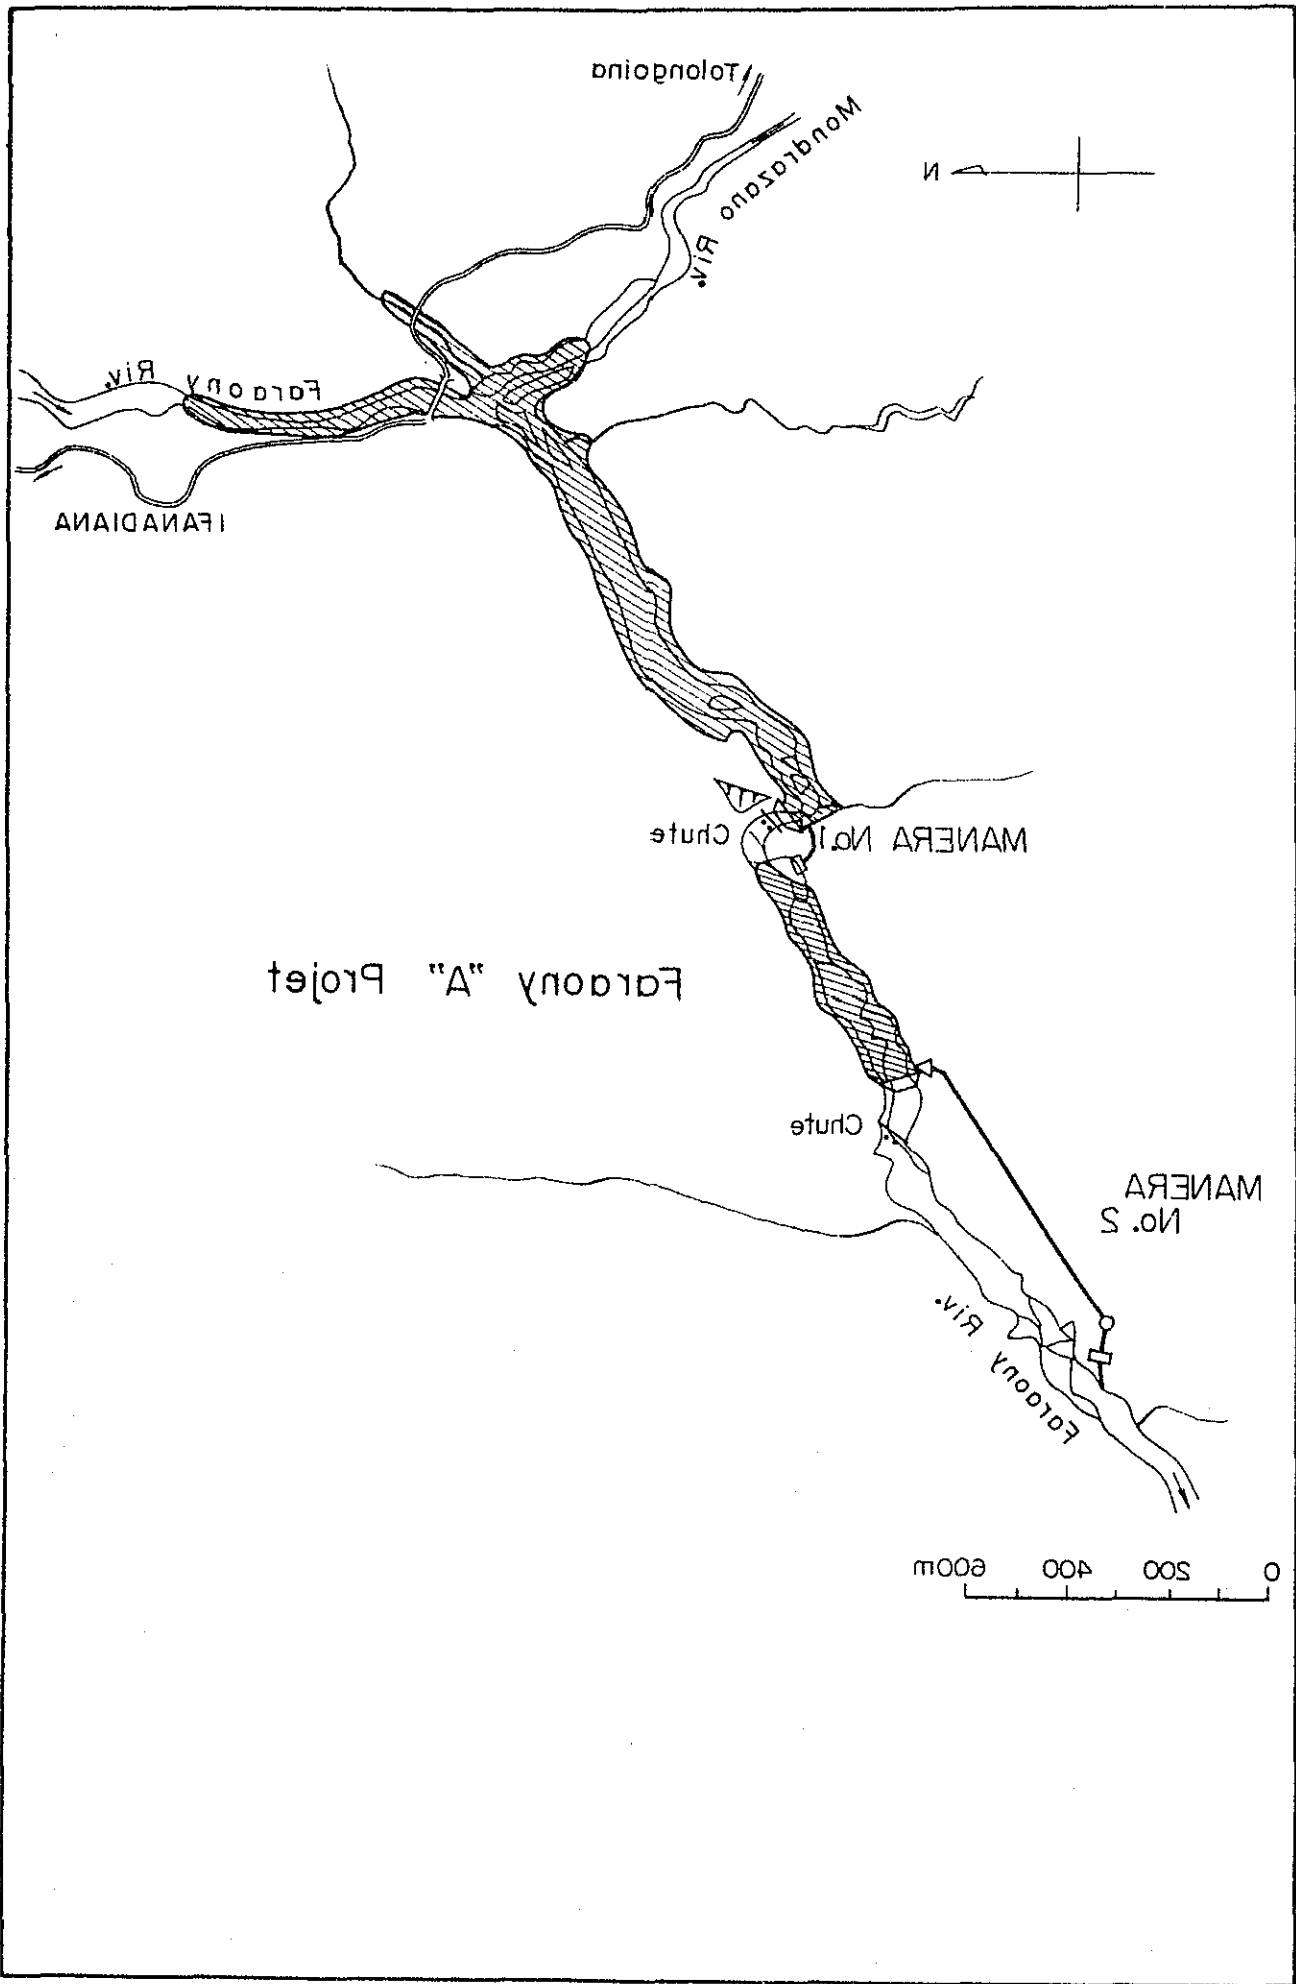 Tolongoina
Mondrazano Riv.
N
Faraony Riv.
IFANADIANA
Chute
MANERA No.1
Faraony "A" Projet
Chute
MANERA
No. 2
Faraony Riv.
0 200 400 600m